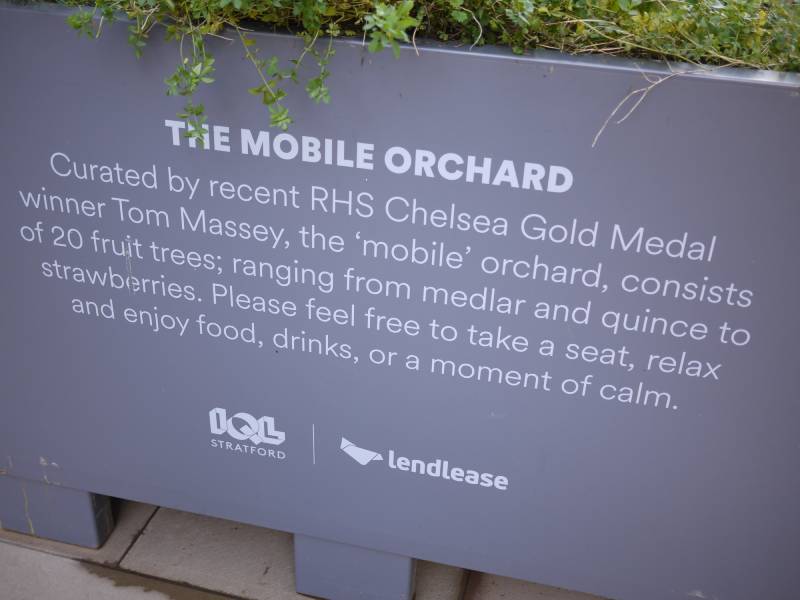 THE MOBILE ORCHARD
Curated by recent RHS Chelsea Gold Medal
winner Tom Massey, the ‘mobile’ orchard, consists
of 20 fruit trees; ranging from medlar and quince to
strawberries. Please feel free to take a seat, relax
and enjoy food, drinks, or a moment of calm.
IQL
STRATFORD
lendlease